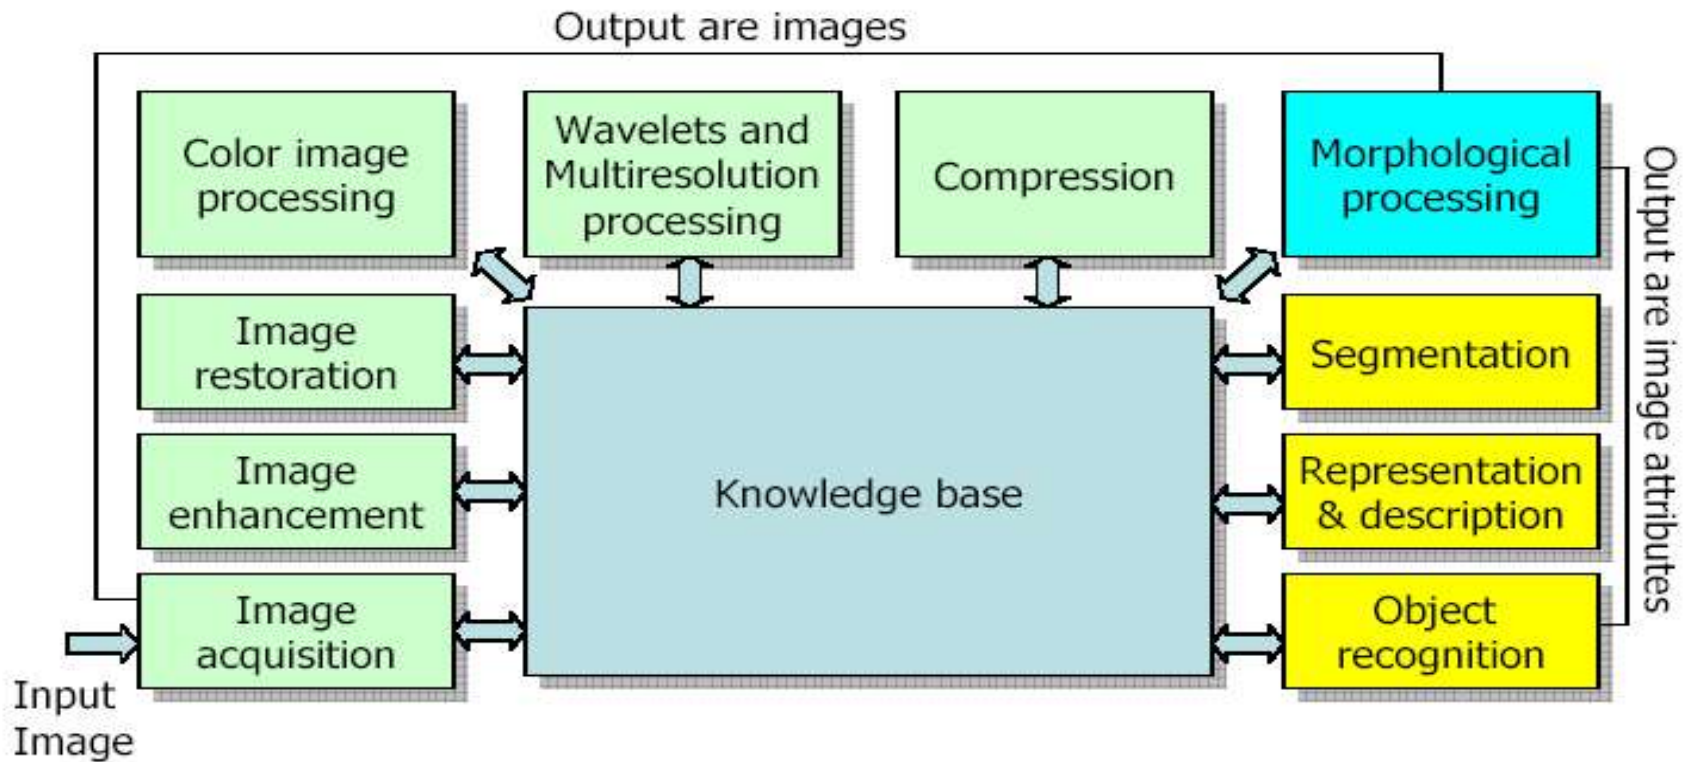 Output are images
Color image
processing
Wavelets and
Multiresolution
processing
Compression
Morphological
processing
Image
restoration
Segmentation
Image
enhancement
Knowledge base
Representation
& description
Image
acquisition
Object
recognition
Output are image attributes
Input
Image